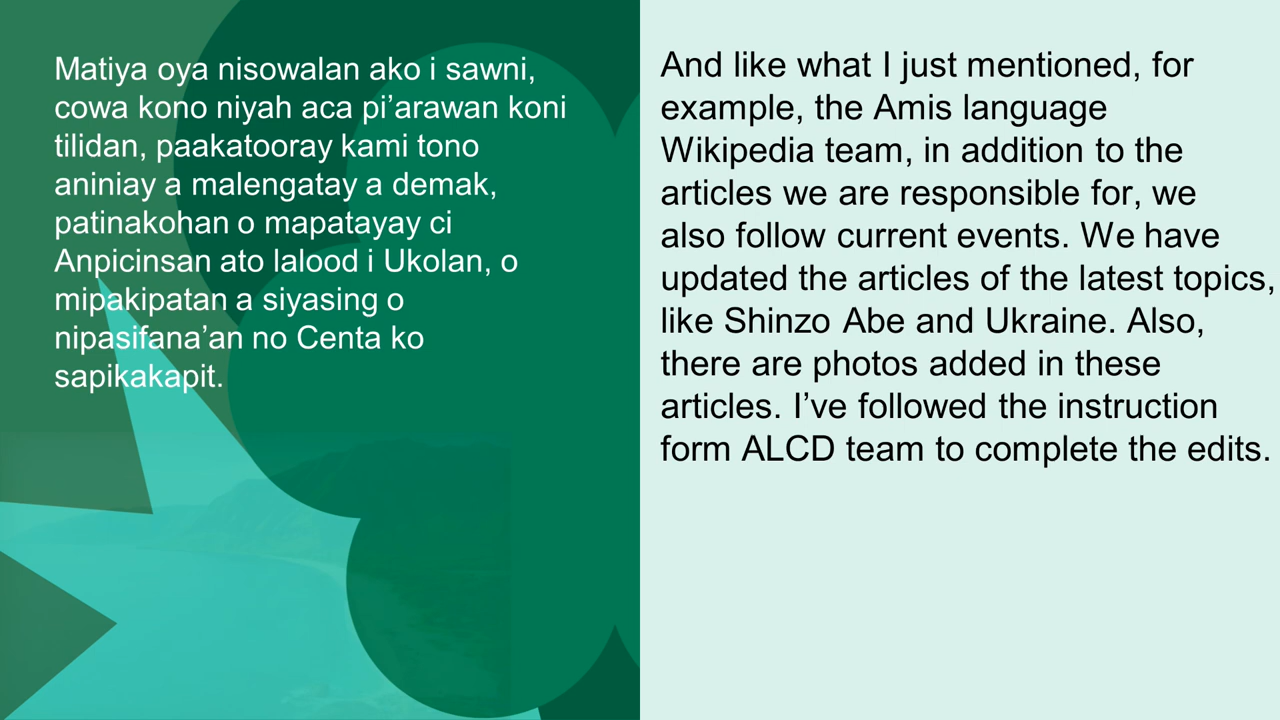 Matiya oya nisowalan ako i sawni,
cowa kono niyah aca pi’arawan koni
tilidan, paakatooray kami tono
aniniay a malengatay a demak,
patinakohan o mapatayay ci
Anpicinsan ato lalood i Ukolan, o
mipakipatan a siyasing o
nipasifana’an no Centa ko
sapikakapit.
And like what I just mentioned, for
example, the Amis language
Wikipedia team, in addition to the
articles we are responsible for, we
also follow current events. We have
updated the articles of the latest topics,
like Shinzo Abe and Ukraine. Also,
there are photos added in these
articles. I’ve followed the instruction
form ALCD team to complete the edits.